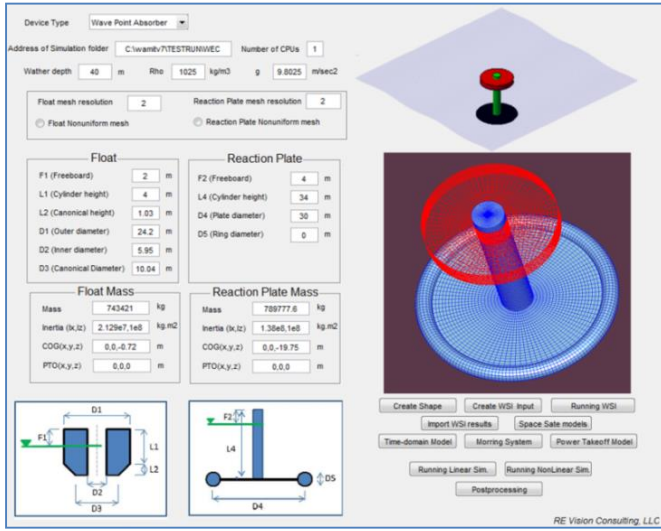 Device Type Wave Point Absorber
Address of Simulation folder C:\wamitv7\TESTRUN\WEC Number of CPUs 1
Wather depth 40 m Rho 1025 kg/m3 g 9.8025 m/sec2
Float mesh resolution 2 Reaction Plate mesh resolution 2
Float Nonuniform mesh Reaction Plate Nonuniform mesh
Float
F1 (Freeboard) 2 m
L1 (Cylinder height) 4 m
L2 (Canonical height) 1.03 m
D1 (Outer diameter) 24.2 m
D2 (Inner diameter) 5.95 m
D3 (Canonical Diameter) 10.04 m
Reaction Plate
F2 (Freeboard) 4 m
L4 (Cylinder height) 34 m
D4 (Plate diameter) 30 m
D5 (Ring diameter) 0 m
Float Mass
Mass 743421 kg
Inertia (Ix,Iz) 2.129e7,1e8 kg.m2
COG(x,y,z) 0,0,-0.72 m
PTO(x,y,z) 0,0,0 m
Reaction Plate Mass
Mass 789777.6 kg
Inertia (Ix,Iz) 1.38e8,1e8 kg.m2
COG(x,y,z) 0,0,-19.75 m
PTO(x,y,z) 0,0,0 m
D1
F1
L1
L2
D2
D3
F2
L4
D5
D4
Create Shape Create WSI Input Running WSI
Import WSI results Space Sate models
Time-domain Model Morring System Power Takeoff Model
Running Linear Sim. Running NonLinear Sim.
Postprocessing
RE Vision Consulting, LLC